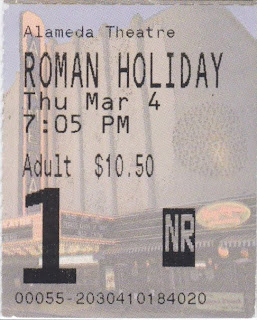 Alameda Theatre
ROMAN HOLIDAY
Thu Mar 4
7:05 PM
Adult $10.50
1
NR
00055-2030410184020